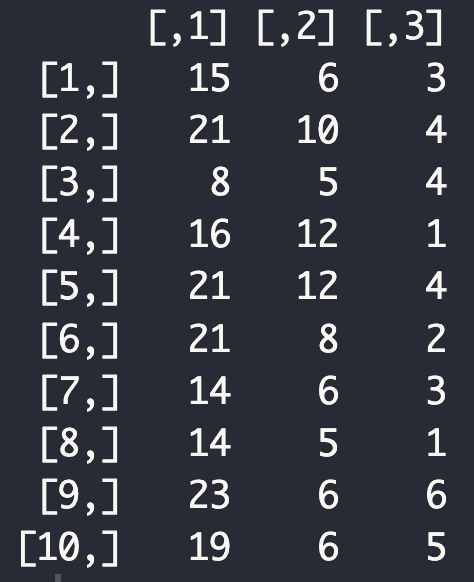 [,1] [,2] [,3]
[1,] 15 6 3
[2,] 21 10 4
[3,] 8 5 4
[4,] 16 12 1
[5,] 21 12 4
[6,] 21 8 2
[7,] 14 6 3
[8,] 14 5 1
[9,] 23 6 6
[10,] 19 6 5